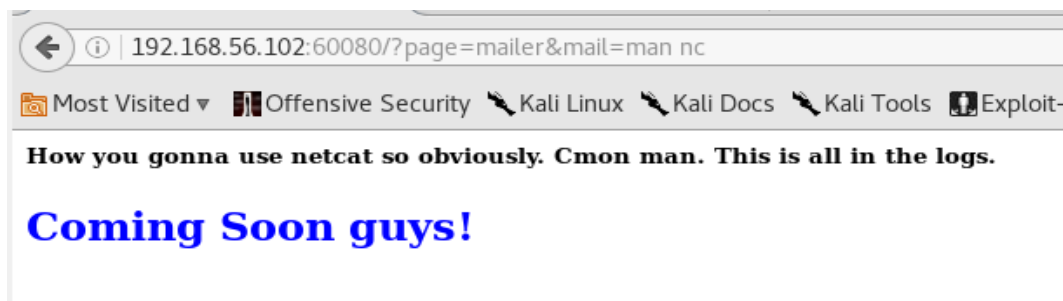 192.168.56.102:60080/?page=mailer&mail=man nc
Most Visited Offensive Security Kali Linux Kali Docs Kali Tools Exploit-
How you gonna use netcat so obviously. Cmon man. This is all in the logs.
Coming Soon guys!